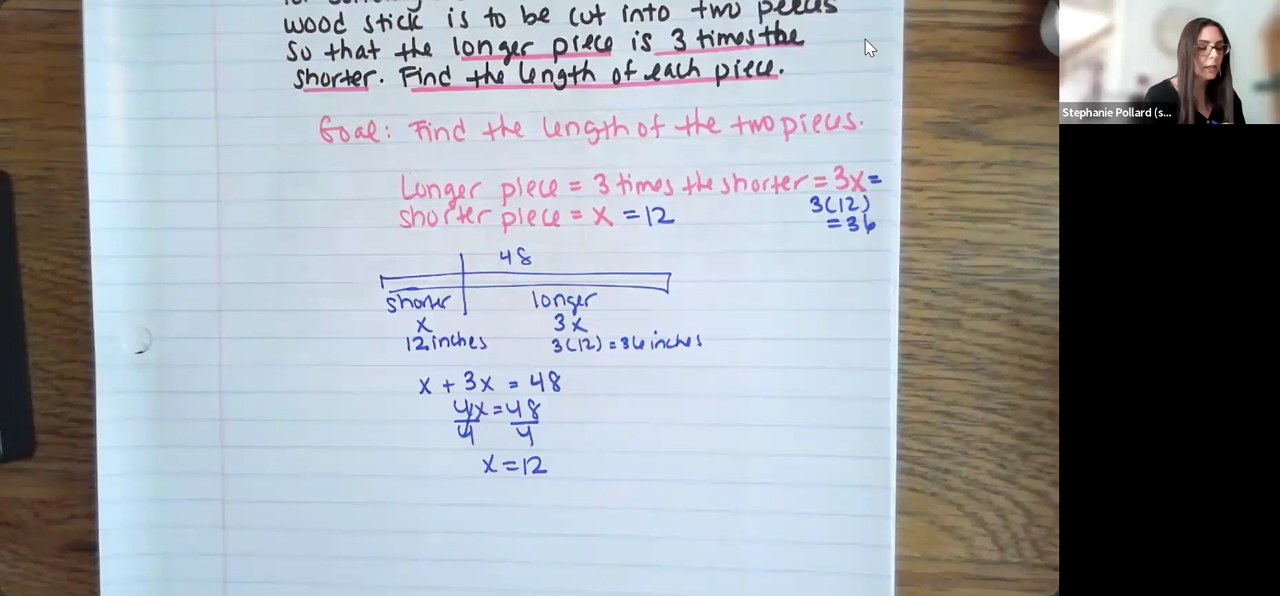 wood stick is to be cut into two pieces
so that the longer piece is 3 times the
shorter. Find the length of each piece.
Goal: Find the length of the two pieces.
Longer piece = 3 times the shorter = 3x =
3(12)
= 36
shorter piece = x = 12
48
shorter longer
x 3x
12 inches 3(12) = 36 inches
x + 3x = 48
4x = 48
4 4
x = 12
Stephanie Pollard (s...